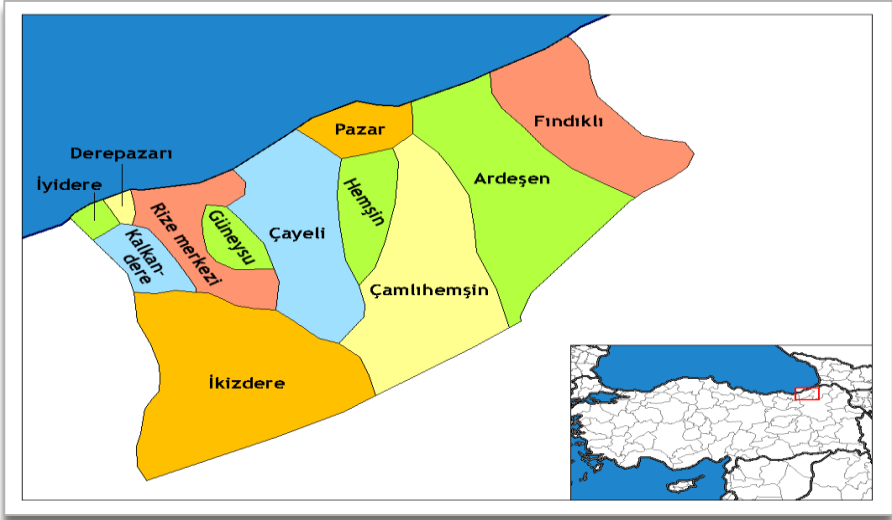 Fındıklı
Pazar
Derepazarı
İyidere
Ardeşen
Hemşin
Rize merkezi
Güneysu
Çayeli
Kalkan-
dere
Çamlıhemşin
İkizdere